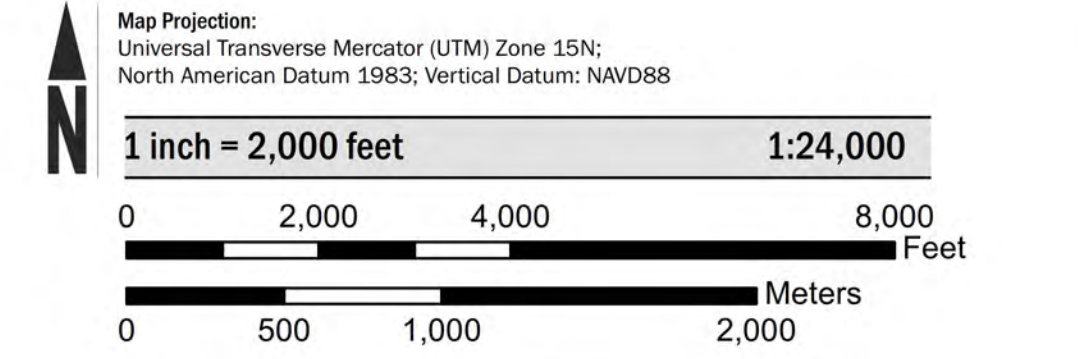 N
Map Projection:
Universal Transverse Mercator (UTM) Zone 15N;
North American Datum 1983; Vertical Datum: NAVD88
1 inch = 2,000 feet 1:24,000
0 2,000 4,000 8,000
Feet
Meters
0 500 1,000 2,000